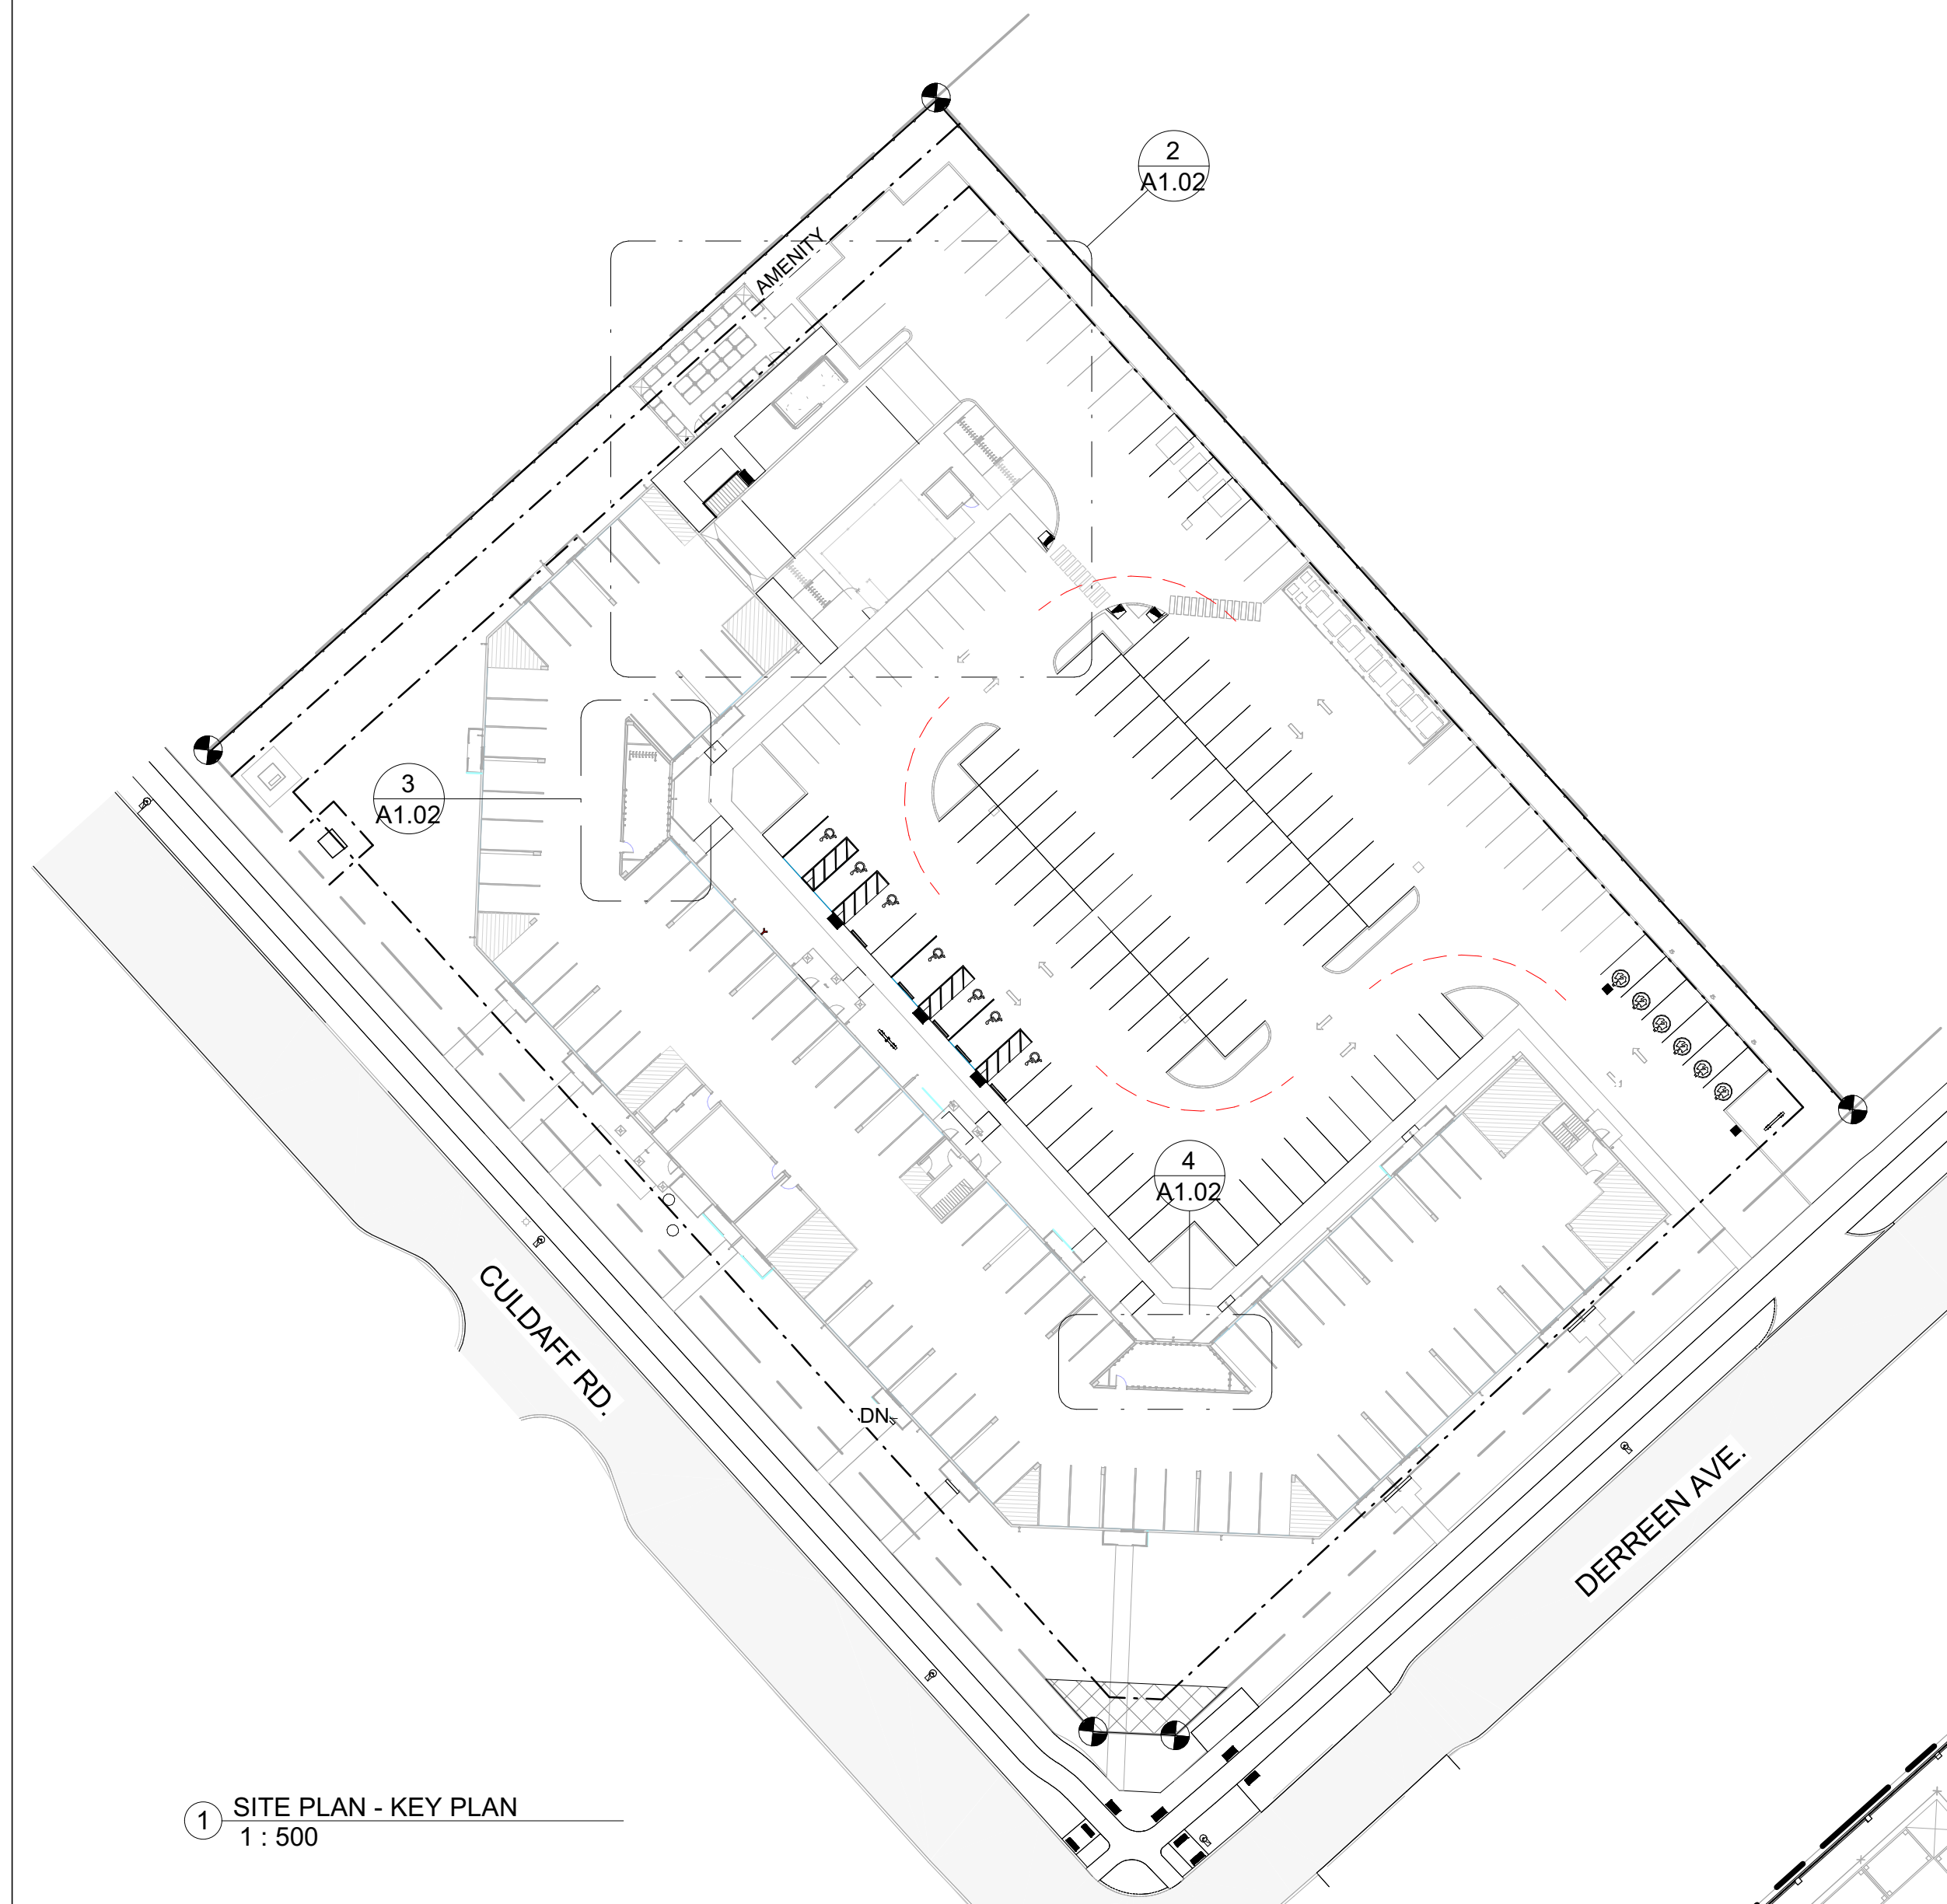 2
A1.02
AMENITY
3
A1.02
4
A1.02
CULDAFF RD.
DN
DERREEN AVE.
1
SITE PLAN - KEY PLAN
1 : 500